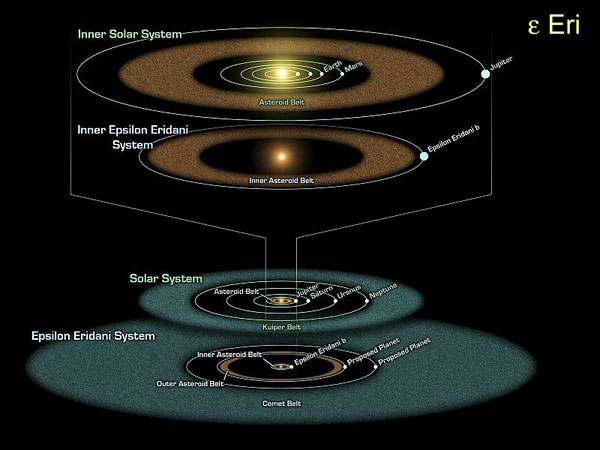 ε Eri
Inner Solar System
Earth
Mars
Jupiter
Asteroid Belt
Inner Epsilon Eridani
System
Epsilon Eridani b
Inner Asteroid Belt
Solar System
Asteroid Belt
Jupiter
Saturn
Uranus
Neptune
Kuiper Belt
Epsilon Eridani System
Inner Asteroid Belt
Epsilon Eridani b
Proposed Planet
Proposed Planet
Outer Asteroid Belt
Comet Belt